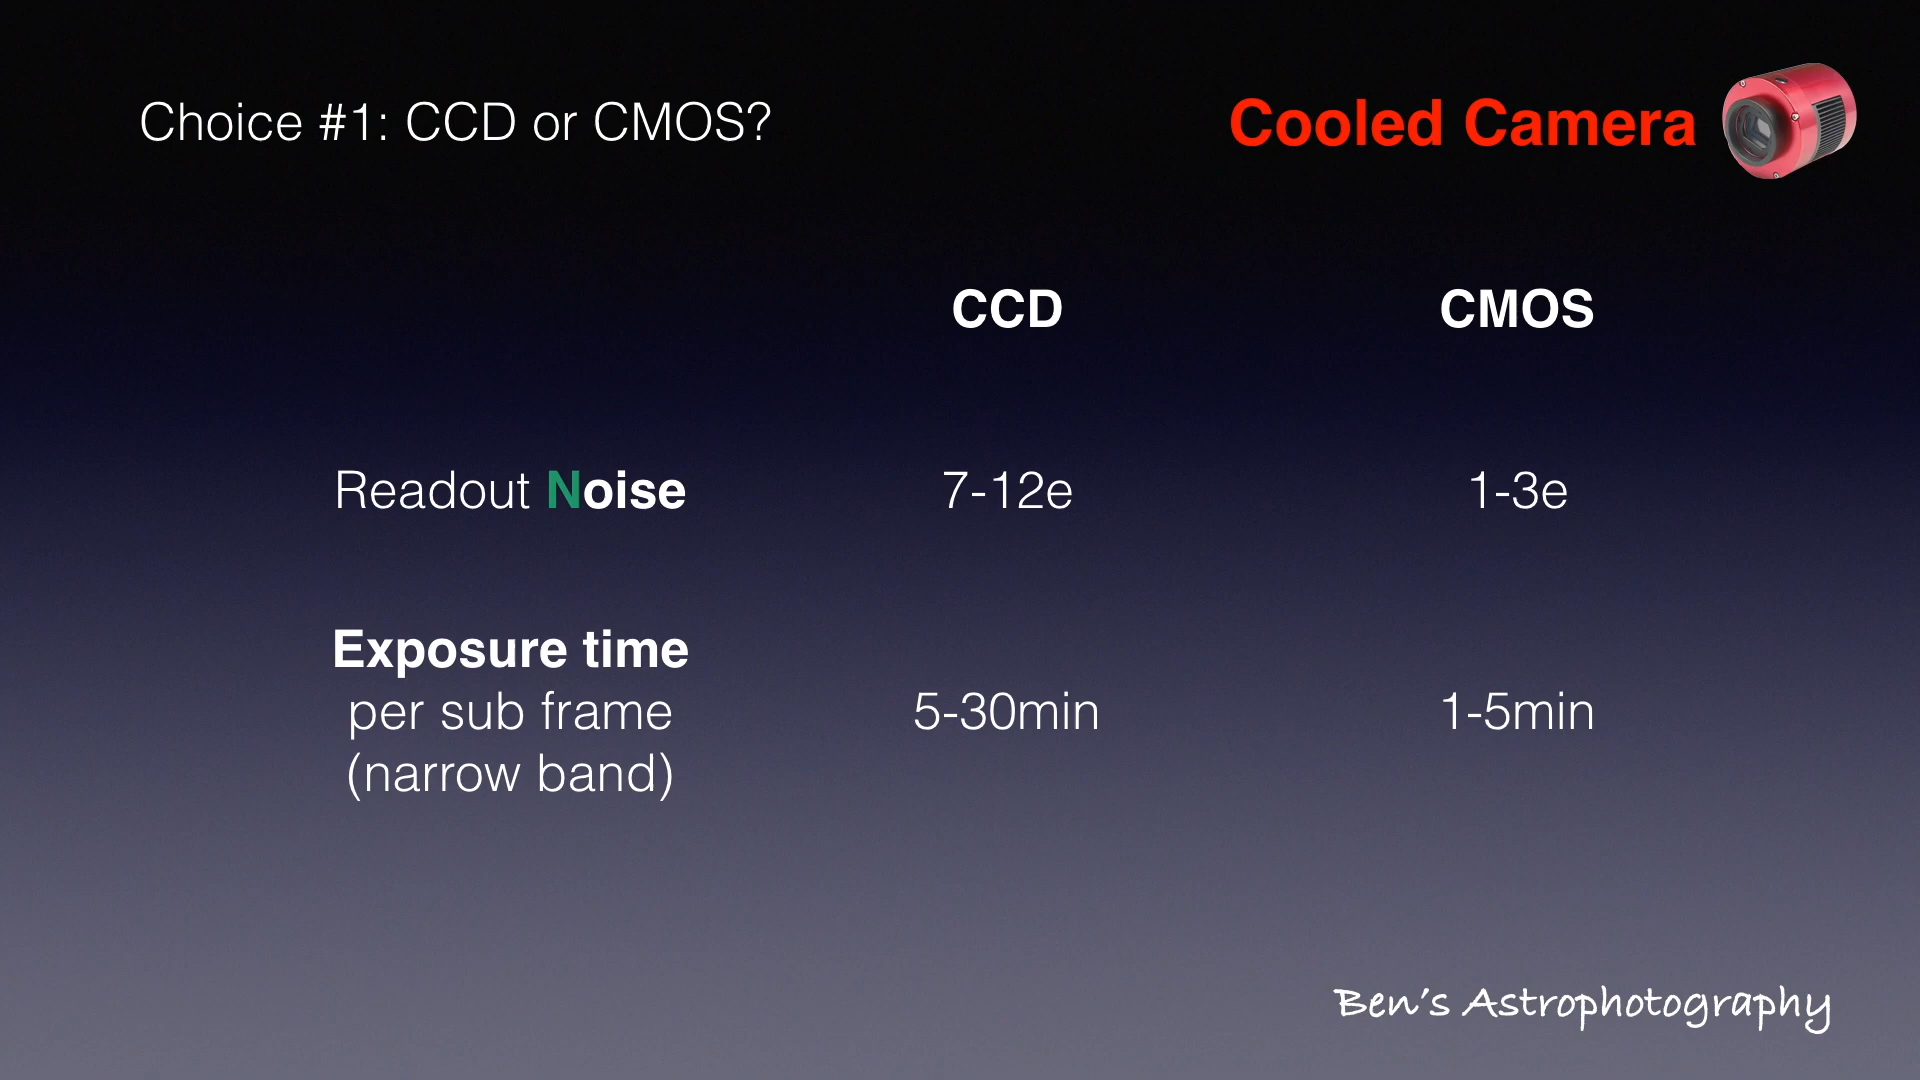 Choice #1: CCD or CMOS?
Cooled Camera
CCD
CMOS
Readout Noise
7-12e
1-3e
Exposure time
per sub frame
(narrow band)
5-30min
1-5min
Ben's Astrophotography